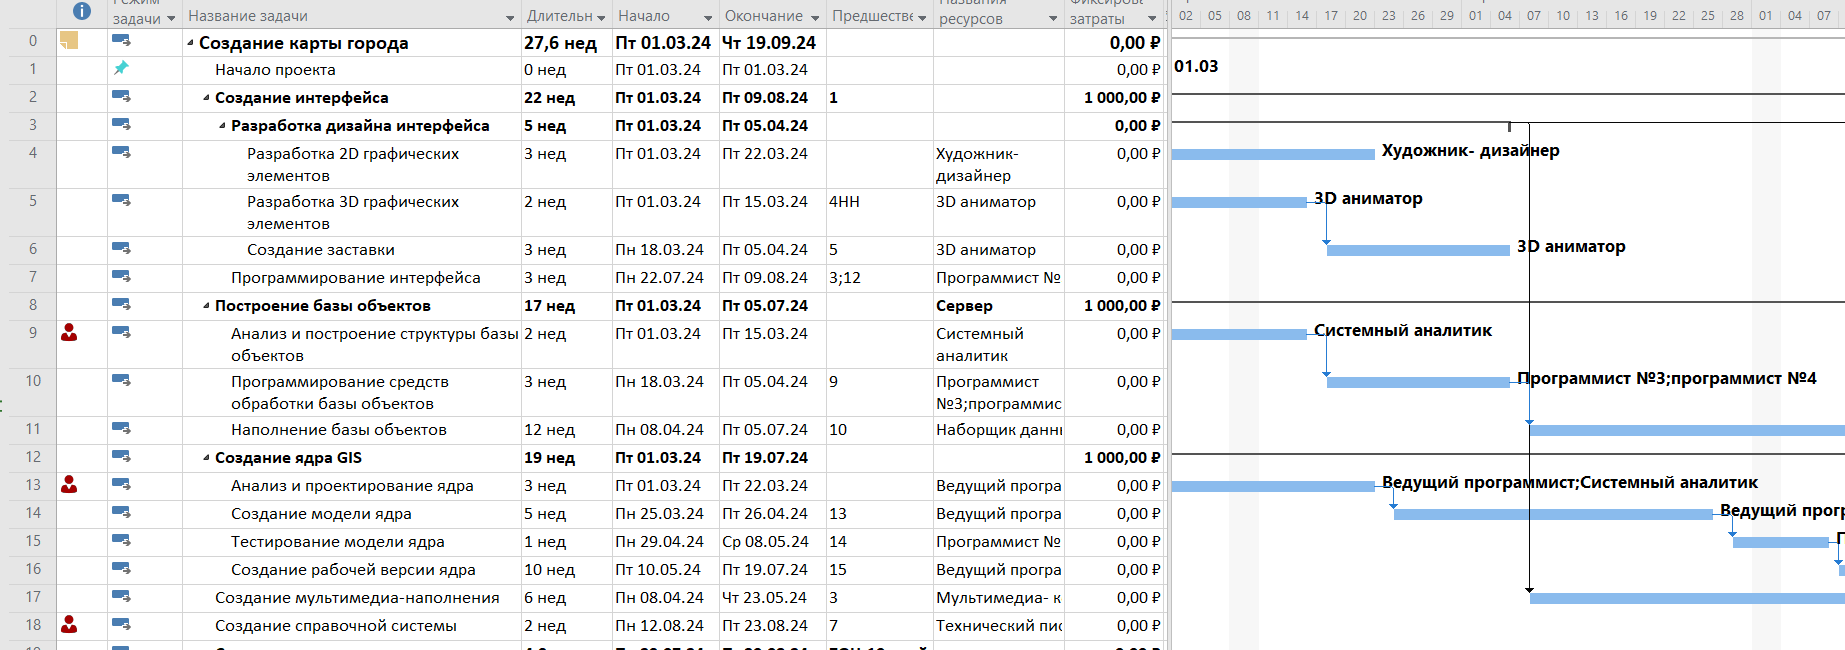 Режим задачи Название задачи Длительн Начало Окончание Предшестве Названия ресурсов Фиксирова затраты 02 05 08 11 14 17 20 23 26 29 01 04 07 10 13 16 19 22 25 28 01 04 07
0 Создание карты города 27,6 нед Пт 01.03.24 Чт 19.09.24 0,00 ₽
1 Начало проекта 0 нед Пт 01.03.24 Пт 01.03.24 0,00 ₽ 01.03
2 Создание интерфейса 22 нед Пт 01.03.24 Пт 09.08.24 1 1 000,00 ₽
3 Разработка дизайна интерфейса 5 нед Пт 01.03.24 Пт 05.04.24 0,00 ₽
4 Разработка 2D графических элементов 3 нед Пт 01.03.24 Пт 22.03.24 Художник- дизайнер 0,00 ₽ Художник- дизайнер
5 Разработка 3D графических элементов 2 нед Пт 01.03.24 Пт 15.03.24 4НН 3D аниматор 0,00 ₽ 3D аниматор
6 Создание заставки 3 нед Пн 18.03.24 Пт 05.04.24 5 3D аниматор 0,00 ₽ 3D аниматор
7 Программирование интерфейса 3 нед Пн 22.07.24 Пт 09.08.24 3;12 Программист № 0,00 ₽
8 Построение базы объектов 17 нед Пт 01.03.24 Пт 05.07.24 Сервер 1 000,00 ₽
9 Анализ и построение структуры базы объектов 2 нед Пт 01.03.24 Пт 15.03.24 Системный аналитик 0,00 ₽ Системный аналитик
10 Программирование средств обработки базы объектов 3 нед Пн 18.03.24 Пт 05.04.24 9 Программист №3;программис 0,00 ₽ Программист №3;программист №4
11 Наполнение базы объектов 12 нед Пн 08.04.24 Пт 05.07.24 10 Наборщик данн 0,00 ₽
12 Создание ядра GIS 19 нед Пт 01.03.24 Пт 19.07.24 1 000,00 ₽
13 Анализ и проектирование ядра 3 нед Пт 01.03.24 Пт 22.03.24 Ведущий програ 0,00 ₽ Ведущий программист;Системный аналитик
14 Создание модели ядра 5 нед Пн 25.03.24 Пт 26.04.24 13 Ведущий програ 0,00 ₽ Ведущий прог
15 Тестирование модели ядра 1 нед Пн 29.04.24 Ср 08.05.24 14 Программист № 0,00 ₽
16 Создание рабочей версии ядра 10 нед Пт 10.05.24 Пт 19.07.24 15 Ведущий програ 0,00 ₽
17 Создание мультимедиа-наполнения 6 нед Пн 08.04.24 Чт 23.05.24 3 Мультимедиа- к 0,00 ₽
18 Создание справочной системы 2 нед Пн 12.08.24 Пт 23.08.24 7 Технический пис 0,00 ₽